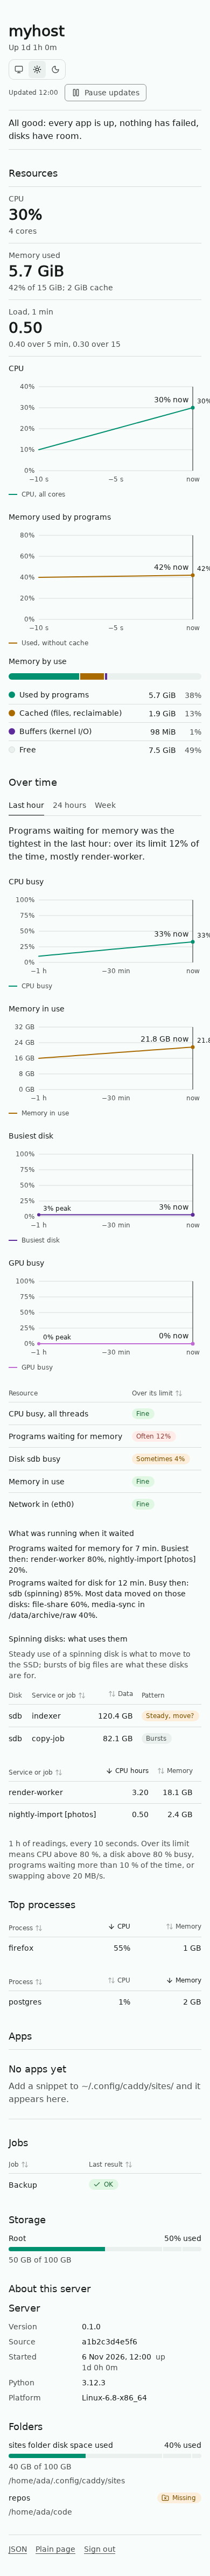 myhost
Up 1d 1h 0m
Updated 12:00
Pause updates
All good: every app is up, nothing has failed,
disks have room.
Resources
CPU
30%
4 cores
Memory used
5.7 GiB
42% of 15 GiB; 2 GiB cache
Load, 1 min
0.50
0.40 over 5 min, 0.30 over 15
CPU
40%
30%
20%
10%
0%
30% now
30%
−10 s
−5 s
now
CPU, all cores
Memory used by programs
80%
60%
40%
20%
0%
42% now
42%
−10 s
−5 s
now
Used, without cache
Memory by use
Used by programs 5.7 GiB 38%
Cached (files, reclaimable) 1.9 GiB 13%
Buffers (kernel I/O) 98 MiB 1%
Free 7.5 GiB 49%
Over time
Last hour 24 hours Week
Programs waiting for memory was the
tightest in the last hour: over its limit 12% of
the time, mostly render-worker.
CPU busy
100%
75%
50%
25%
0%
33% now
33%
−1 h
−30 min
now
CPU busy
Memory in use
32 GB
24 GB
16 GB
8 GB
0 GB
21.8 GB now
21.8
−1 h
−30 min
now
Memory in use
Busiest disk
100%
75%
50%
25%
0%
3% peak
3% now
−1 h
−30 min
now
Busiest disk
GPU busy
100%
75%
50%
25%
0%
0% peak
0% now
−1 h
−30 min
now
GPU busy
Resource Over its limit
CPU busy, all threads Fine
Programs waiting for memory Often 12%
Disk sdb busy Sometimes 4%
Memory in use Fine
Network in (eth0) Fine
What was running when it waited
Programs waited for memory for 7 min. Busiest
then: render-worker 80%, nightly-import [photos]
20%.
Programs waited for disk for 12 min. Busy then:
sdb (spinning) 85%. Most data moved on those
disks: file-share 60%, media-sync in
/data/archive/raw 40%.
Spinning disks: what uses them
Steady use of a spinning disk is what to move to
the SSD; bursts of big files are what these disks
are for.
Disk Service or job Data Pattern
sdb indexer 120.4 GB Steady, move?
sdb copy-job 82.1 GB Bursts
Service or job CPU hours Memory
render-worker 3.20 18.1 GB
nightly-import [photos] 0.50 2.4 GB
1 h of readings, every 10 seconds. Over its limit
means CPU above 80 %, a disk above 80 % busy,
programs waiting more than 10 % of the time, or
swapping above 20 MB/s.
Top processes
Process CPU Memory
firefox 55% 1 GB
Process CPU Memory
postgres 1% 2 GB
Apps
No apps yet
Add a snippet to ~/.config/caddy/sites/ and it
appears here.
Jobs
Job Last result
Backup OK
Storage
Root 50% used
50 GB of 100 GB
About this server
Server
Version 0.1.0
Source a1b2c3d4e5f6
Started 6 Nov 2026, 12:00 up
1d 0h 0m
Python 3.12.3
Platform Linux-6.8-x86_64
Folders
sites folder disk space used 40% used
40 GB of 100 GB
/home/ada/.config/caddy/sites
repos Missing
/home/ada/code
JSON Plain page Sign out